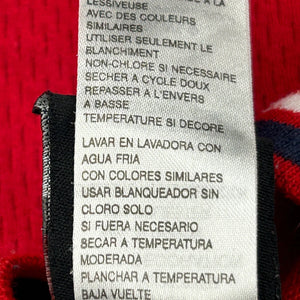 LESSIVEUSE
AVEC DES COULEURS
SIMILAIRES
UTILISER SEULEMENT LE
BLANCHIMENT
NON-CHLORE SI NECESSAIRE
SECHER A CYCLE DOUX
REPASSER A L'ENVERS
A BASSE
TEMPERATURE SI DECORE
LAVAR EN LAVADORA CON
AGUA FRIA
CON COLORES SIMILARES
USAR BLANQUEADOR SIN
CLORO SOLO
SI FUERA NECESARIO
SECAR A TEMPERATURA
MODERADA
PLANCHAR A TEMPERATURA
BAJA VUELTE